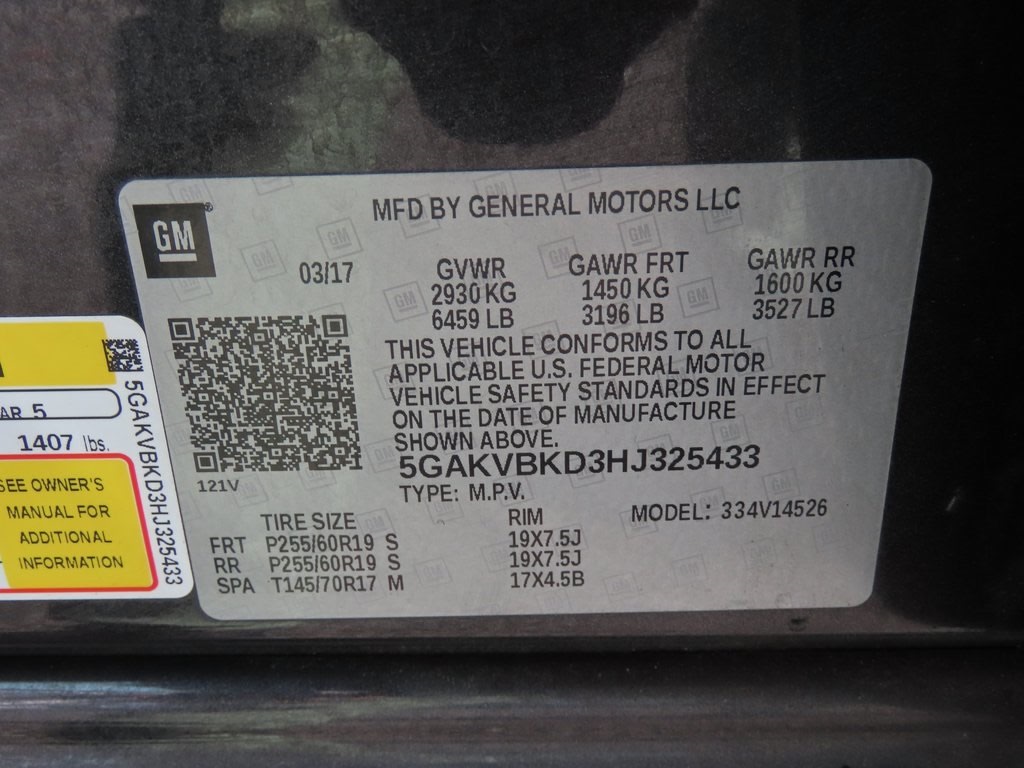 GM
MFD BY GENERAL MOTORS LLC
03/17
GVWR
2930 KG
6459 LB
GAWR FRT
1450 KG
3196 LB
GAWR RR
1600 KG
3527 LB
THIS VEHICLE CONFORMS TO ALL
APPLICABLE U.S. FEDERAL MOTOR
VEHICLE SAFETY STANDARDS IN EFFECT
ON THE DATE OF MANUFACTURE
SHOWN ABOVE.
5GAKVBKD3HJ325433
121V
TYPE: M.P.V.
MODEL: 334V14526
TIRE SIZE RIM
FRT P255/60R19 S 19X7.5J
RR P255/60R19 S 19X7.5J
SPA T145/70R17 M 17X4.5B
AR 5
1407 lbs.
SEE OWNER'S
MANUAL FOR
ADDITIONAL
INFORMATION
5GAKVBKD3HJ325433